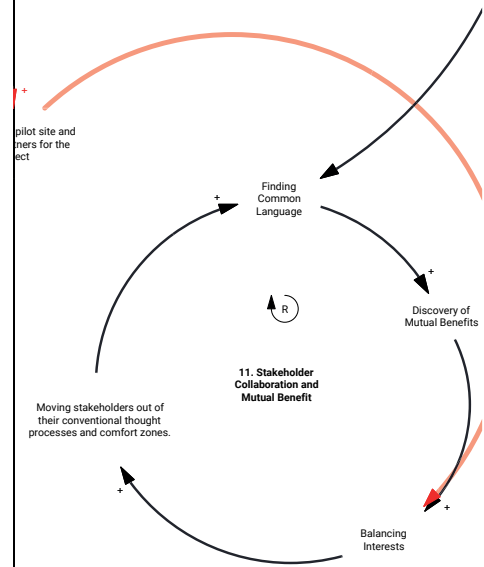 +
pilot site and
tners for the
ect
Finding
Common
Language
+
+
R
Discovery of
Mutual Benefits
11. Stakeholder
Collaboration and
Mutual Benefit
Moving stakeholders out of
their conventional thought
processes and comfort zones.
+
+
Balancing
Interests